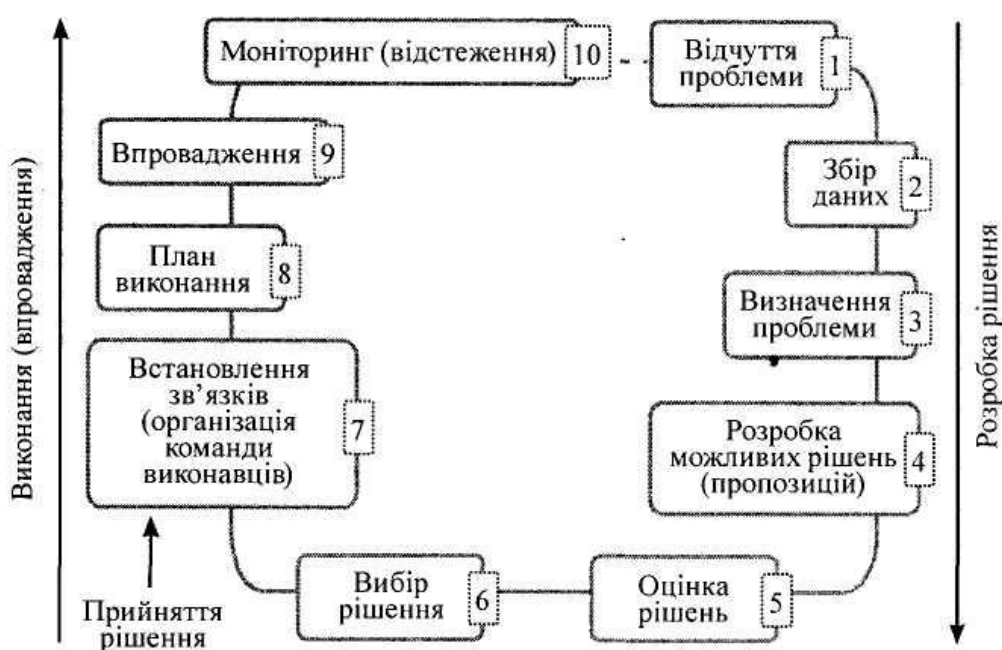 Моніторинг (відстеження)
10
Відчуття
проблеми
1
Впровадження
9
Збір
даних
2
План
виконання
8
Визначення
проблеми
3
Встановлення
зв’язків
(організація
команди
виконавців)
7
Розробка
можливих рішень
(пропозицій)
4
Вибір
рішення
6
Оцінка
рішень
5
Прийняття
рішення
Виконання (впровадження)
Розробка рішення